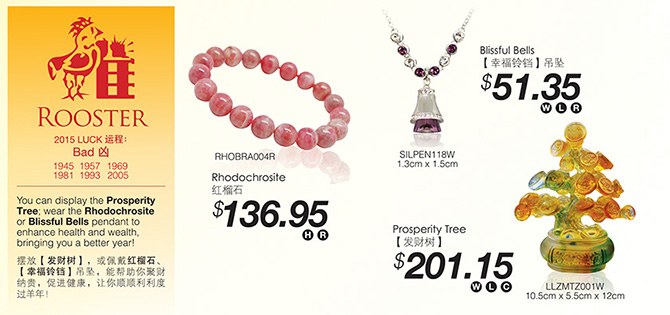 ROOSTER
2015 LUCK 运程:
Bad 凶
1945 1957 1969
1981 1993 2005
You can display the Prosperity
Tree; wear the Rhodochrosite
or Blissful Bells pendant to
enhance health and wealth,
bringing you a better year!
摆放【发财树】，或佩戴红榴石、
【幸福铃铛】吊坠，能帮助你聚财
纳贵，促进健康，让你顺顺利利度
过羊年！
RHOBRA004R
Rhodochrosite
红榴石
$136.95
H R
SILPEN118W
1.3cm x 1.5cm
Blissful Bells
【幸福铃铛】吊坠
$51.35
W L R
Prosperity Tree
【发财树】
$201.15
W L C
LLZMTZ001W
10.5cm x 5.5cm x 12cm